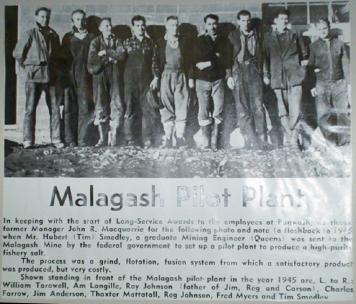 Malagash Pilot Plant
In keeping with the start of Long-Service Awards to the employees at Pugwash, we thank
former Manager John R. Macquarrie for the following photo and note (a flashback to 1945
when Mr. Hubert (Tim) Smedley, a graduate Mining Engineer (Queens) was sent to the
Malagash Mine by the federal government to set up a pilot plant to produce a high-purity
fishery salt.
The process was a grind, flotation, fusion system from which a satisfactory product
was produced, but very costly.
Shown standing in front of the Malagash pilot-plant in the year 1945 are, L. to R.:
William Tarowell, Am Langille, Roy Johnson (father of Jim, Reg and Carson), Charles
Farrow, Jim Anderson, Thaxter Mattatall, Reg Johnson, Fred Myers and Tim Smedley